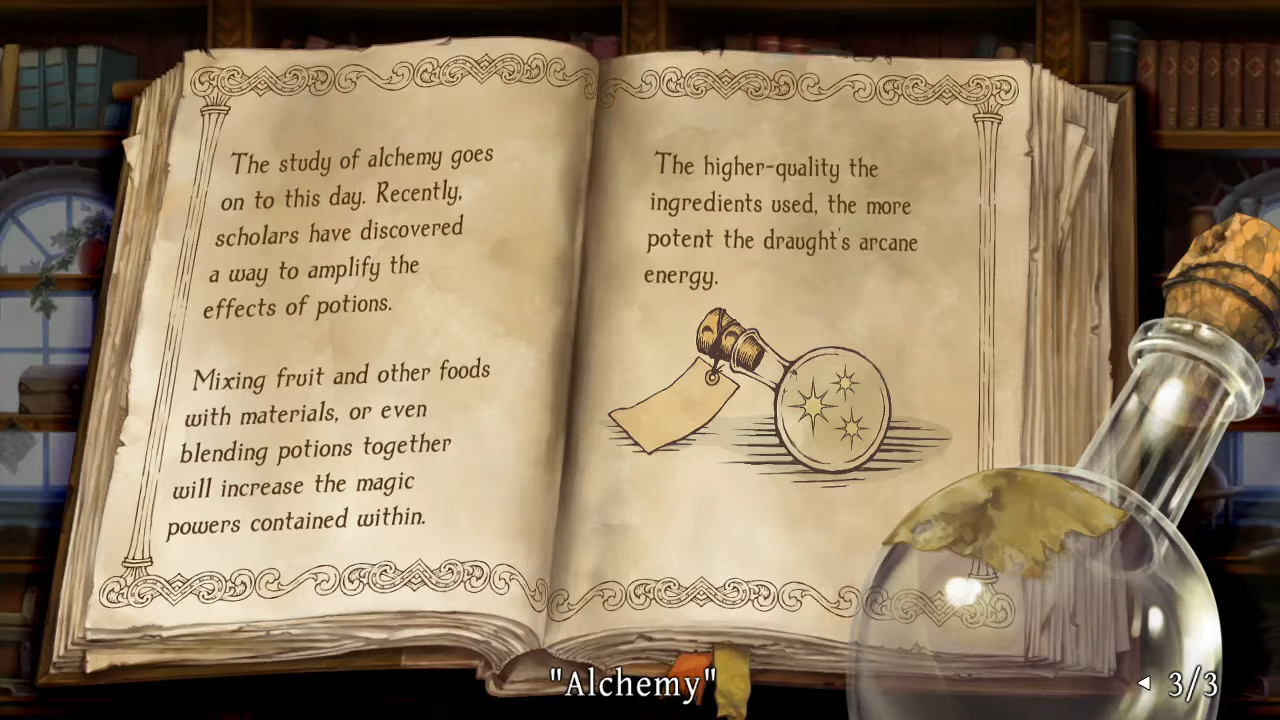 The study of alchemy goes
on to this day. Recently,
scholars have discovered
a way to amplify the
effects of potions.
Mixing fruit and other foods
with materials, or even
blending potions together
will increase the magic
powers contained within.
The higher-quality the
ingredients used, the more
potent the draught's arcane
energy.
"Alchemy"
3/3